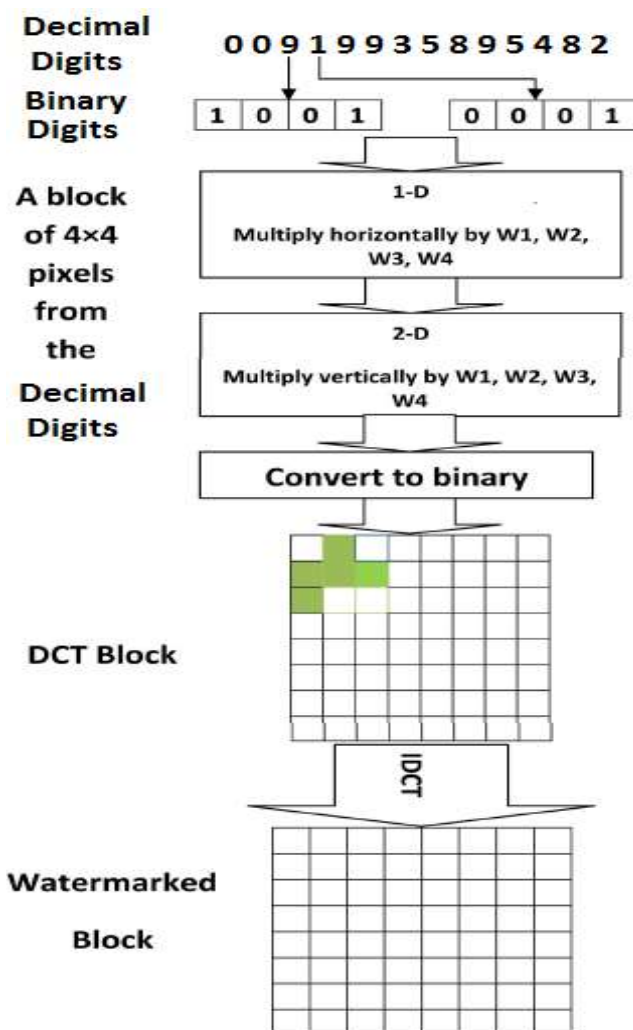 Decimal
Digits
0 0 9 1 9 9 3 5 8 9 5 4 8 2
Binary
Digits
1 0 0 1
0 0 0 1
A block
of 4×4
pixels
from
the
Decimal
Digits
1-D
Multiply horizontally by W1, W2,
W3, W4
2-D
Multiply vertically by W1, W2, W3,
W4
Convert to binary
DCT Block
IDCT
Watermarked
Block